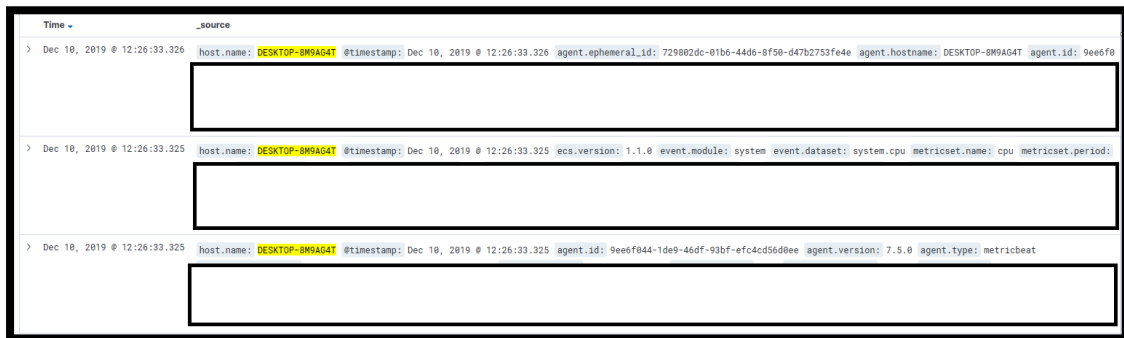 Time _source
> Dec 10, 2019 @ 12:26:33.326 host.name: DESKTOP-8M9AG4T @timestamp: Dec 10, 2019 @ 12:26:33.326 agent.ephemeral_id: 729802dc-01b6-44d6-8f50-d47b2753fe4e agent.hostname: DESKTOP-8M9AG4T agent.id: 9ee6f0
> Dec 10, 2019 @ 12:26:33.325 host.name: DESKTOP-8M9AG4T @timestamp: Dec 10, 2019 @ 12:26:33.325 ecs.version: 1.1.0 event.module: system event.dataset: system.cpu metricset.name: cpu metricset.period:
> Dec 10, 2019 @ 12:26:33.325 host.name: DESKTOP-8M9AG4T @timestamp: Dec 10, 2019 @ 12:26:33.325 agent.id: 9ee6f044-1de9-46df-93bf-efc4cd56d0ee agent.version: 7.5.0 agent.type: metricbeat